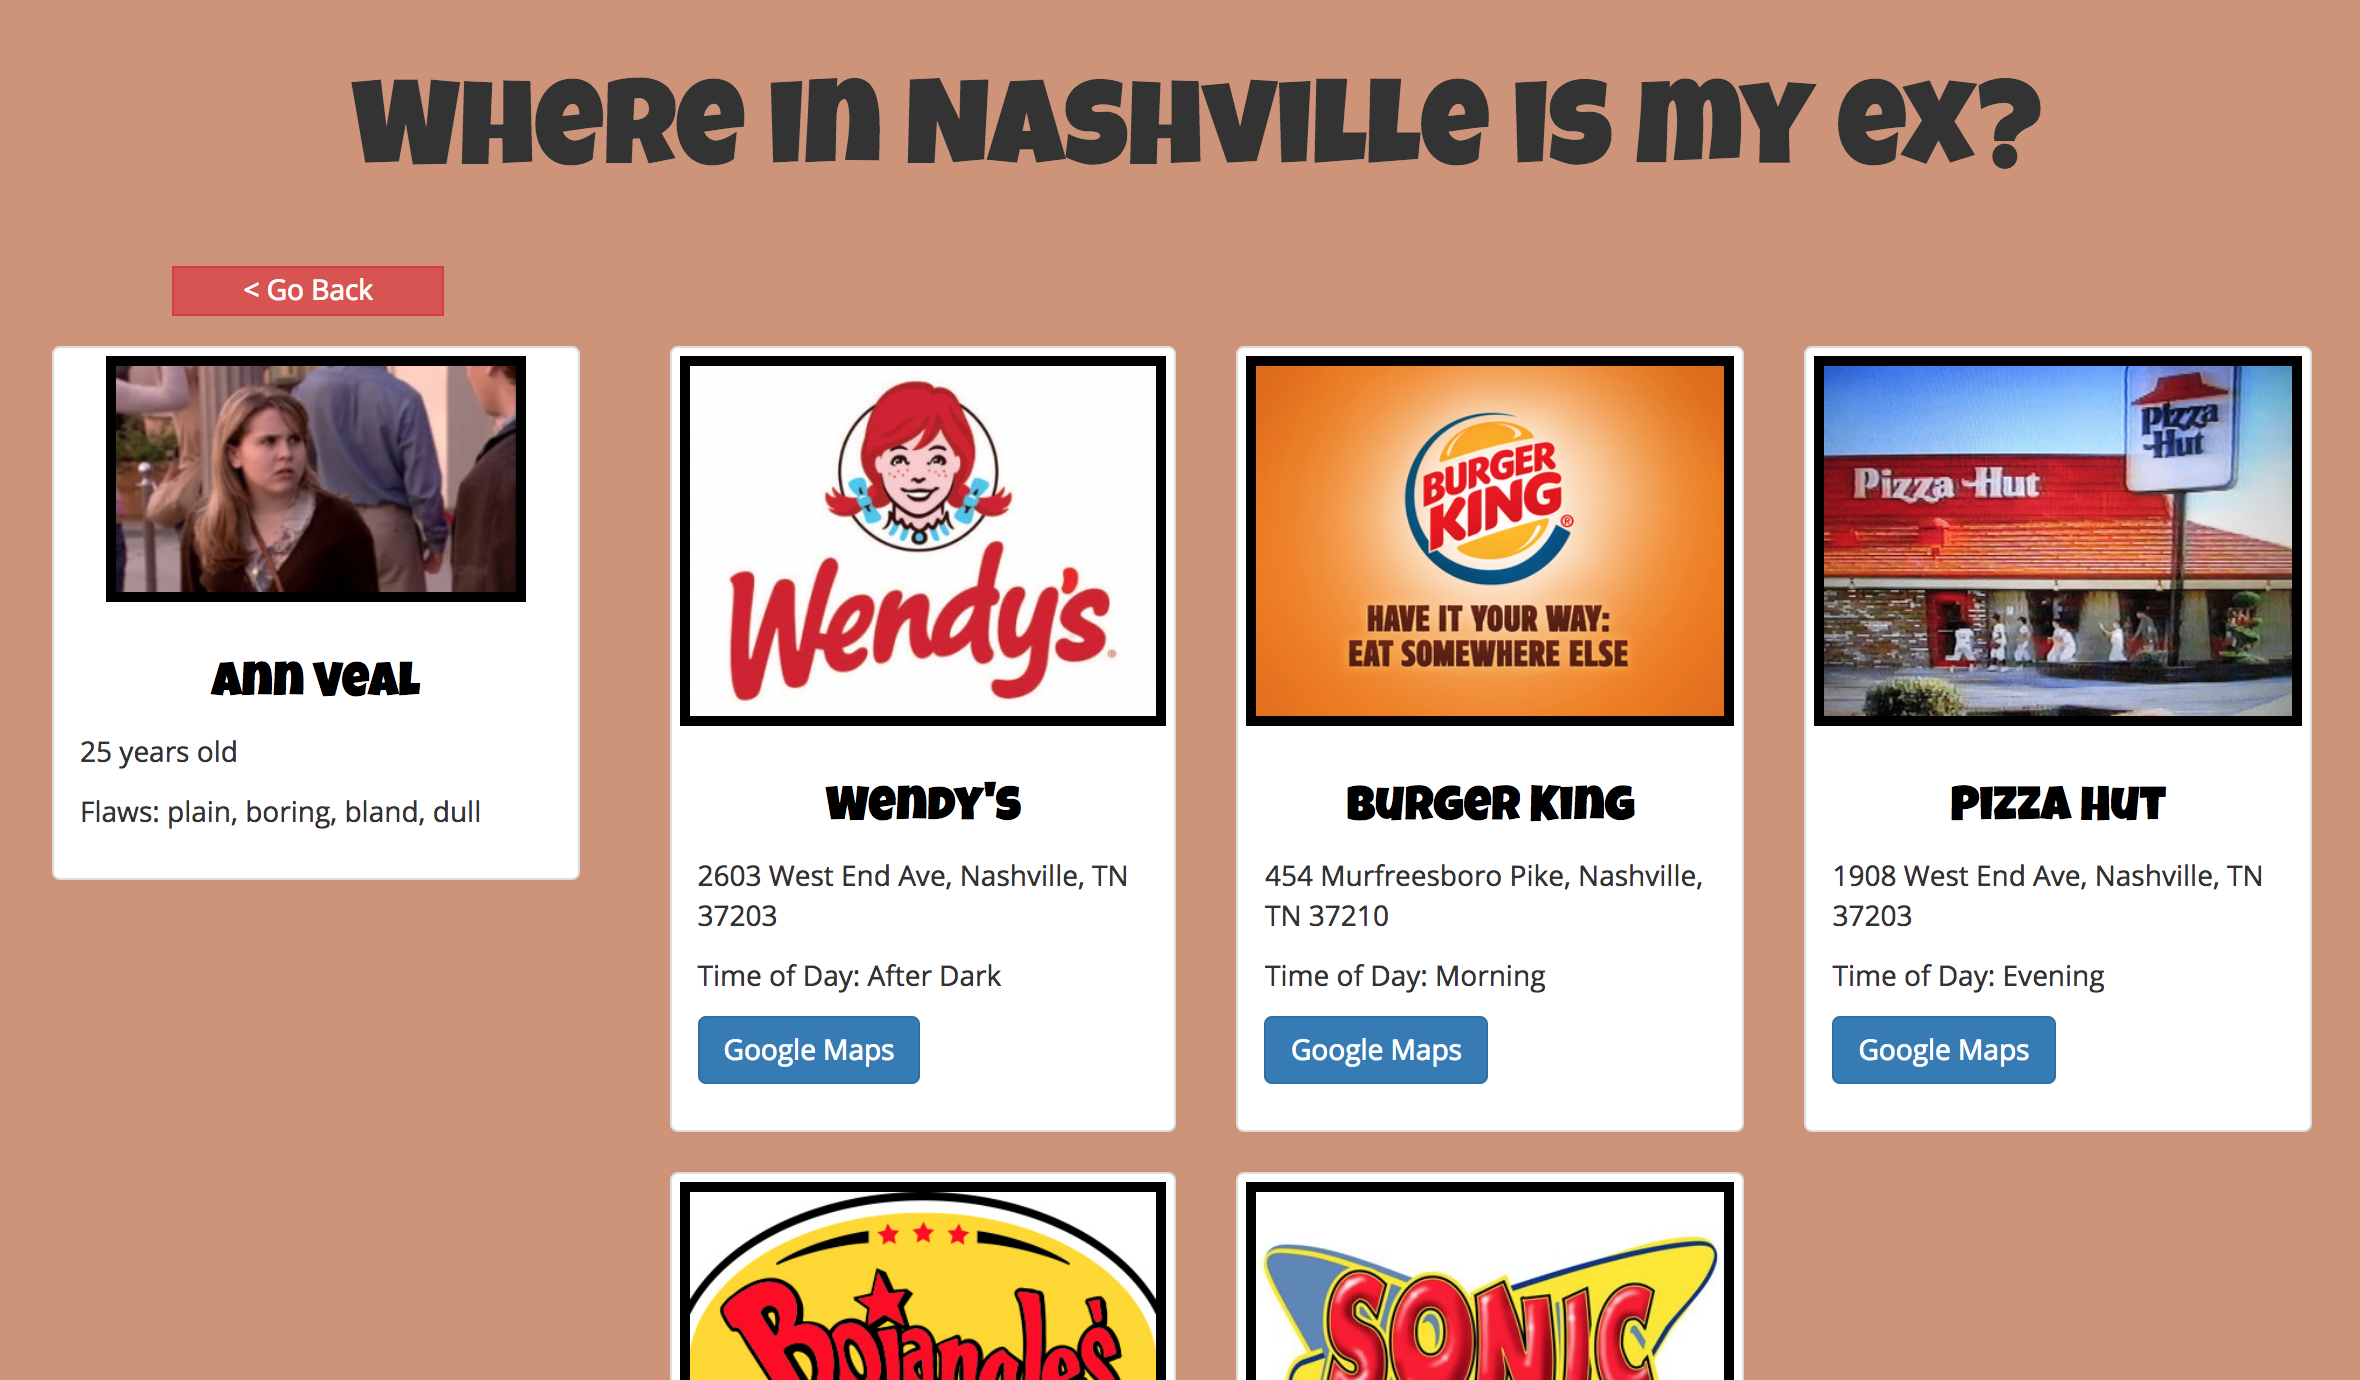 Where in Nashville is my ex?
< Go Back
Ann Veal
25 years old
Flaws: plain, boring, bland, dull
Wendy's
Wendy's
2603 West End Ave, Nashville, TN
37203
Time of Day: After Dark
Google Maps
BURGER
KING®
HAVE IT YOUR WAY:
EAT SOMEWHERE ELSE
Burger King
454 Murfreesboro Pike, Nashville,
TN 37210
Time of Day: Morning
Google Maps
Pizza
Hut
Pizza Hut
Pizza Hut
1908 West End Ave, Nashville, TN
37203
Time of Day: Evening
Google Maps
Bojangles'
SONIC